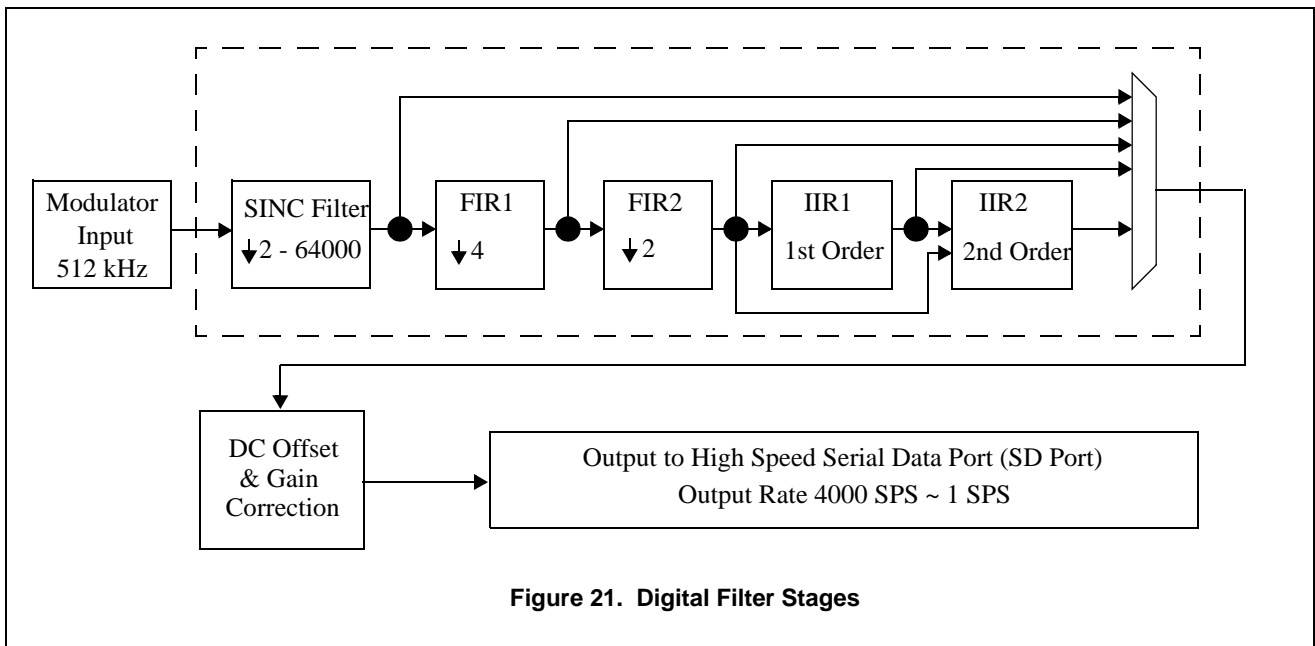 Modulator
Input
512 kHz
SINC Filter
2 - 64000
FIR1
4
FIR2
2
IIR1
1st Order
IIR2
2nd Order
DC Offset
& Gain
Correction
Output to High Speed Serial Data Port (SD Port)
Output Rate 4000 SPS ~ 1 SPS
Figure 21. Digital Filter Stages